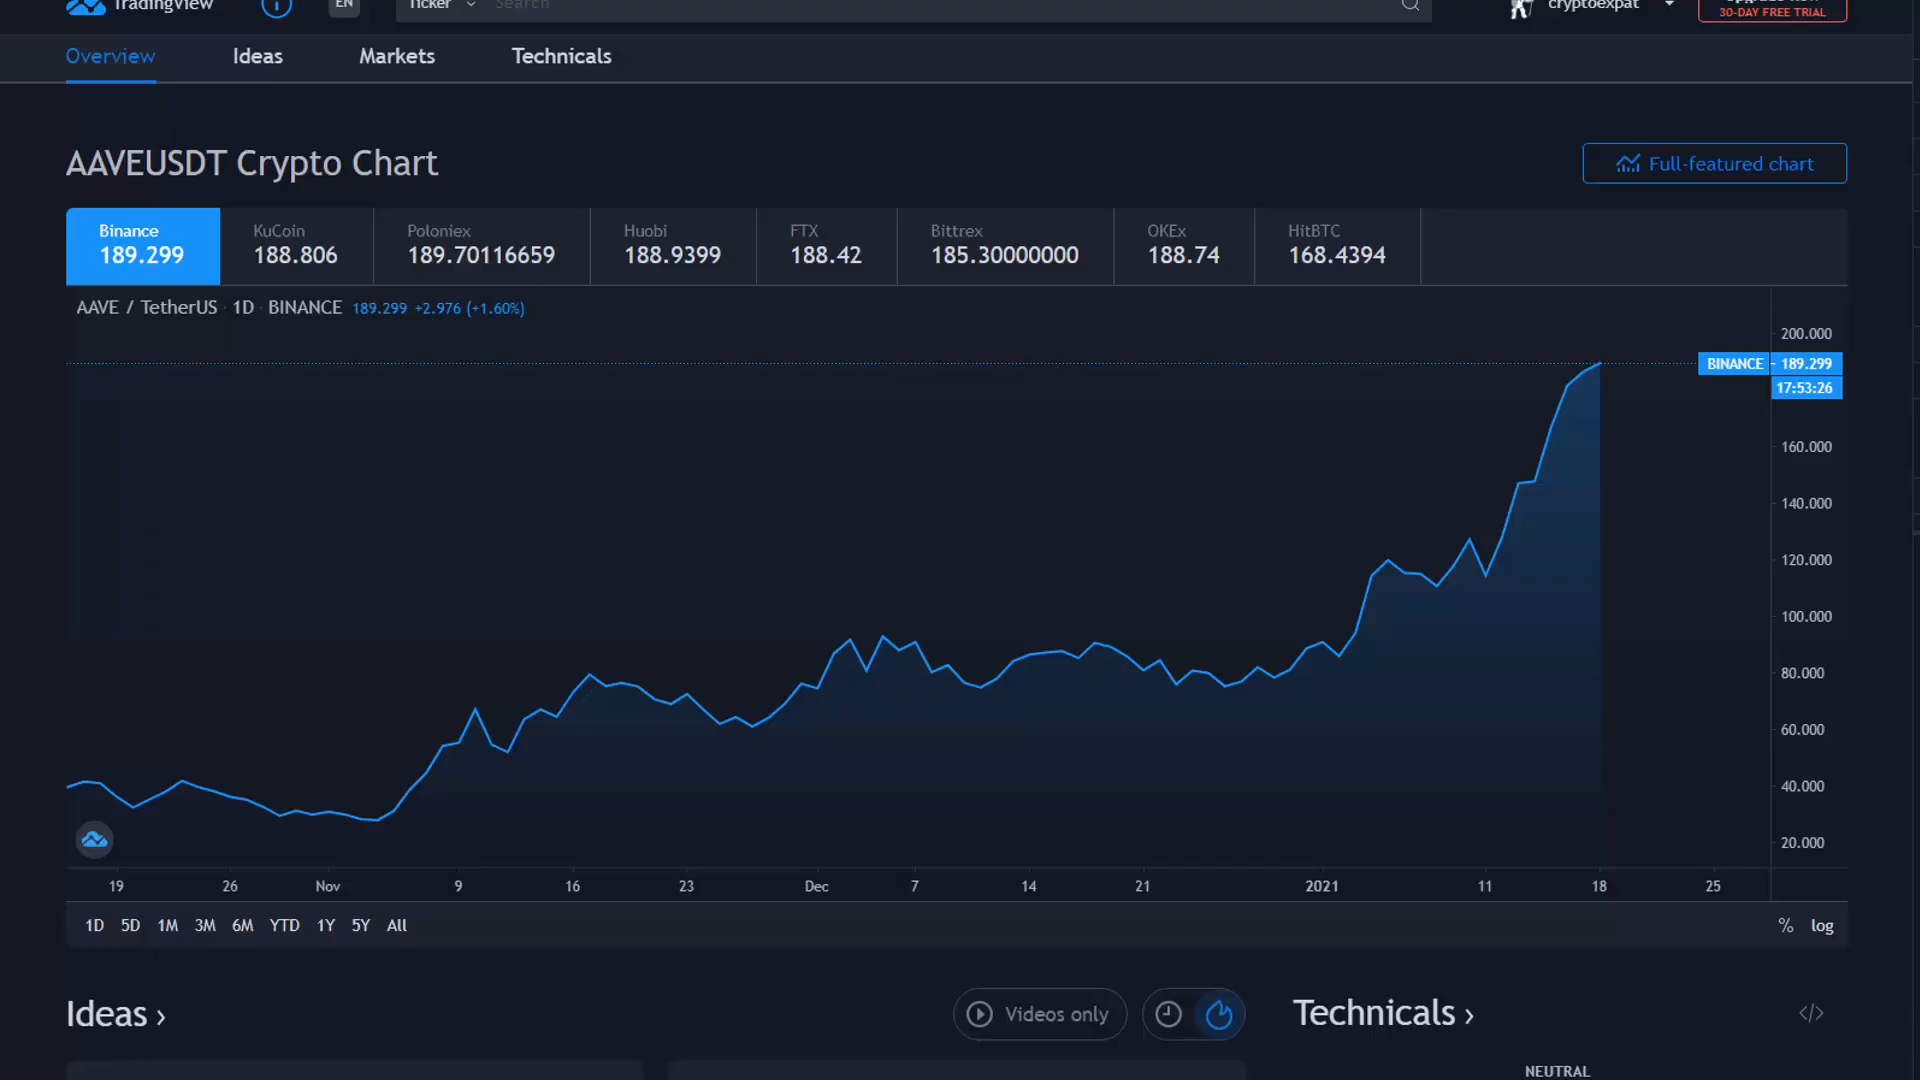 TradingView
EN
Ticker
Search
cryptoexpat
30-DAY FREE TRIAL
Overview
Ideas
Markets
Technicals
AAVEUSDT Crypto Chart
Full-featured chart
Binance
189.299
KuCoin
188.806
Poloniex
189.70116659
Huobi
188.9399
FTX
188.42
Bittrex
185.30000000
OKEx
188.74
HitBTC
168.4394
AAVE / TetherUS · 1D · BINANCE 189.299 +2.976 (+1.60%)
200.000
BINANCE 189.299
17:53:26
160.000
140.000
120.000
100.000
80.000
60.000
40.000
20.000
19 26 Nov 9 16 23 Dec 7 14 21 2021 11 18 25
1D 5D 1M 3M 6M YTD 1Y 5Y All
% log
Ideas ›
Videos only
Technicals ›
</>
NEUTRAL